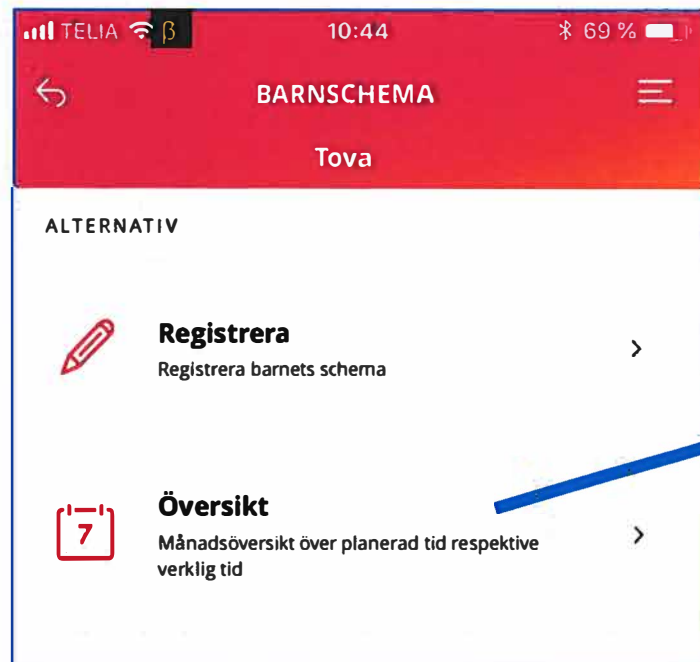 TELIA β 10:44 69 %
BARNSCHEMA
Tova
ALTERNATIV
Registrera
Registrera barnets schema
7
Översikt
Månadsöversikt över planerad tid respektive
verklig tid